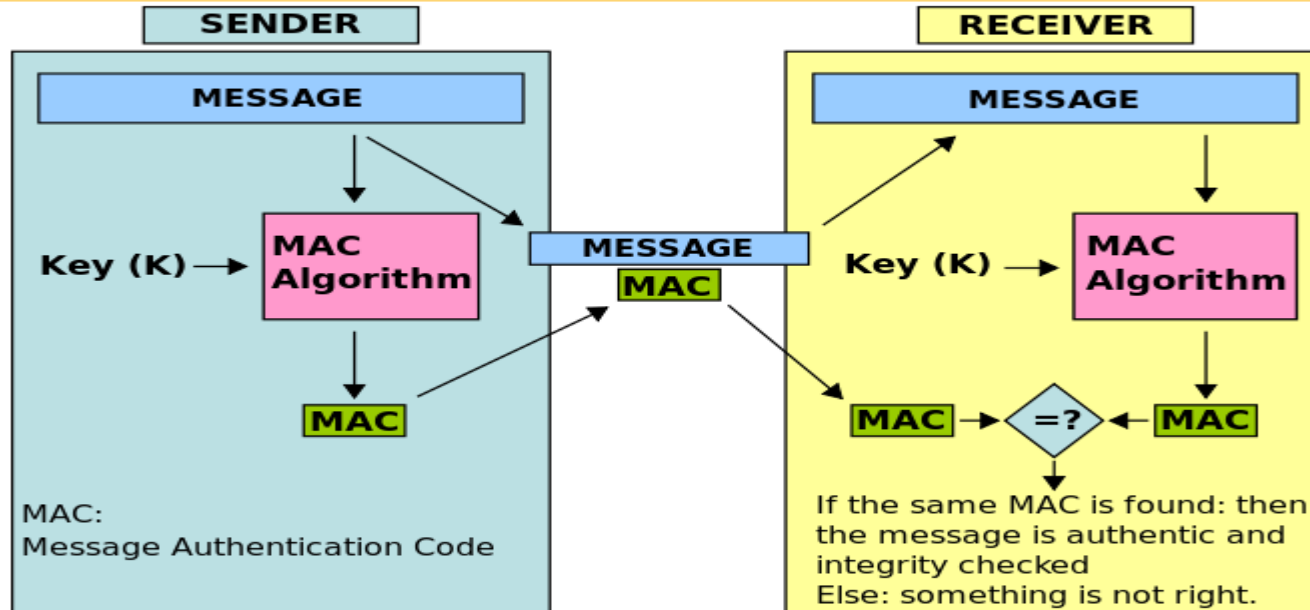 SENDER
MESSAGE
Key (K)
MAC
Algorithm
MAC
MAC:
Message Authentication Code
MESSAGE
MAC
RECEIVER
MESSAGE
Key (K)
MAC
Algorithm
MAC
=?
MAC
If the same MAC is found: then
the message is authentic and
integrity checked
Else: something is not right.